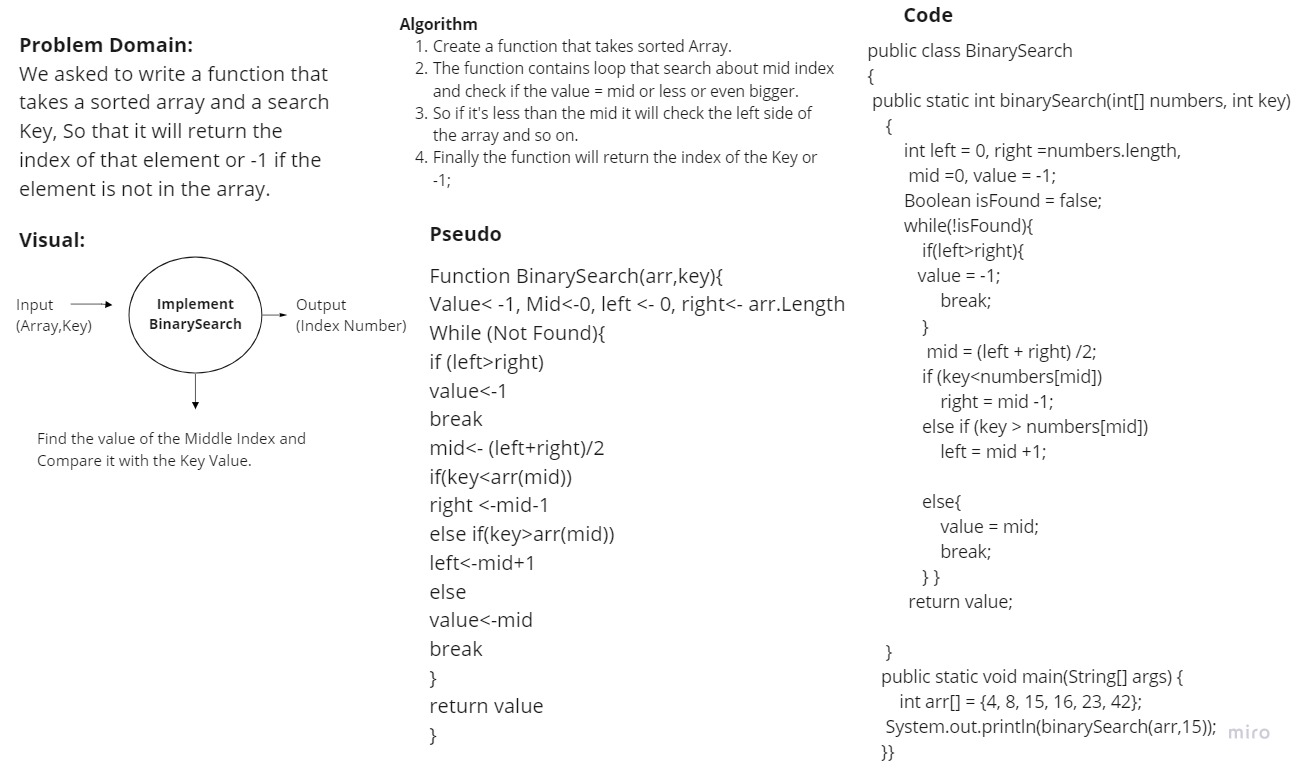 Problem Domain:
We asked to write a function that
takes a sorted array and a search
Key, So that it will return the
index of that element or -1 if the
element is not in the array.
Visual:
Input
(Array,Key)
Implement
BinarySearch
Output
(Index Number)
Find the value of the Middle Index and
Compare it with the Key Value.
Algorithm
1. Create a function that takes sorted Array.
2. The function contains loop that search about mid index
and check if the value = mid or less or even bigger.
3. So if it's less than the mid it will check the left side of
the array and so on.
4. Finally the function will return the index of the Key or
-1;
Pseudo
Function BinarySearch(arr,key){
Value< -1, Mid<-0, left <- 0, right<- arr.Length
While (Not Found){
if (left>right)
value<-1
break
mid<- (left+right)/2
if(key<arr(mid))
right <-mid-1
else if(key>arr(mid))
left<-mid+1
else
value<-mid
break
}
return value
}
Code
public class BinarySearch
{
public static int binarySearch(int[] numbers, int key)
{
int left = 0, right =numbers.length,
mid =0, value = -1;
Boolean isFound = false;
while(!isFound){
if(left>right){
value = -1;
break;
}
mid = (left + right) /2;
if (key<numbers[mid])
right = mid -1;
else if (key > numbers[mid])
left = mid +1;
else{
value = mid;
break;
} }
return value;
}
public static void main(String[] args) {
int arr[] = {4, 8, 15, 16, 23, 42};
System.out.println(binarySearch(arr,15));
}}
miro